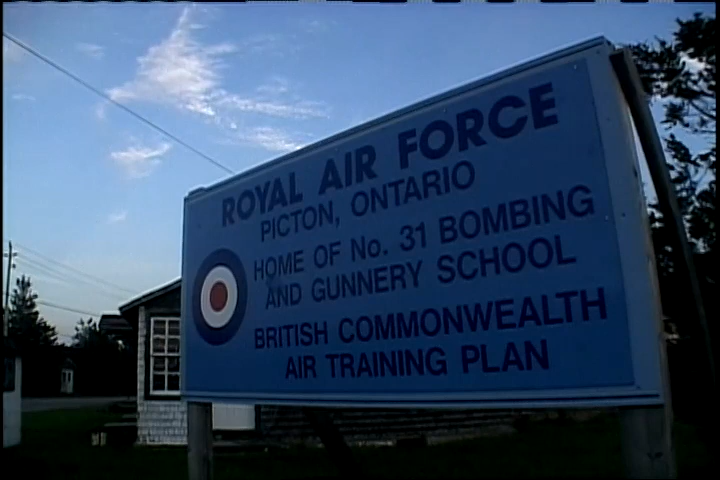 ROYAL AIR FORCE
PICTON, ONTARIO
HOME OF No. 31 BOMBING
AND GUNNERY SCHOOL
BRITISH COMMONWEALTH
AIR TRAINING PLAN